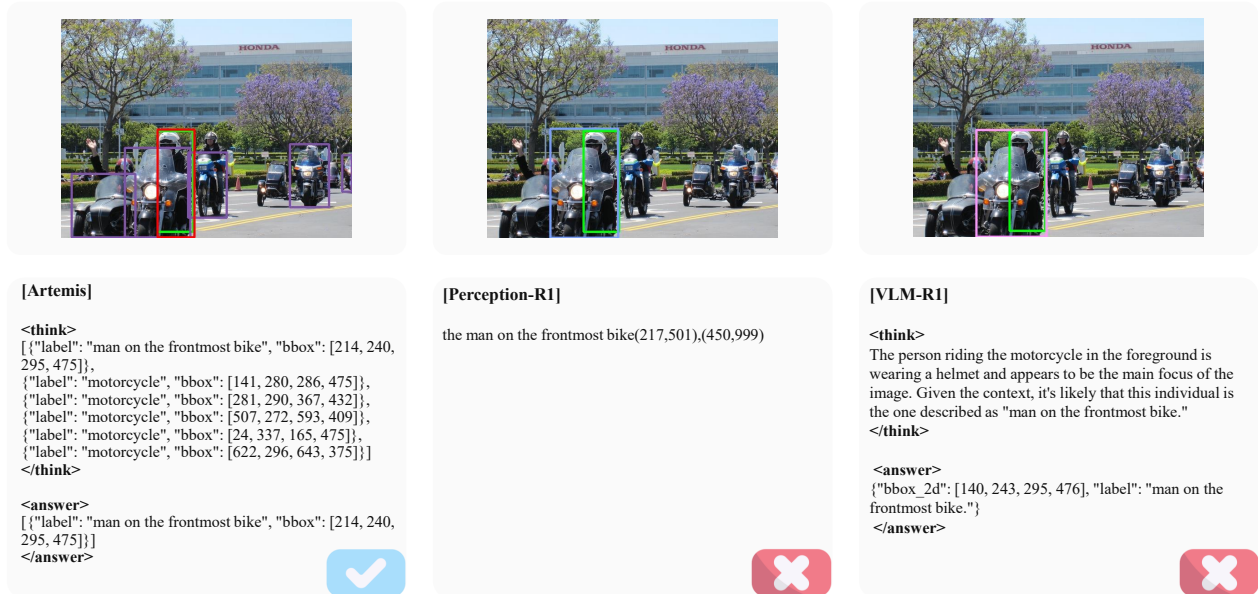 HONDA
HONDA
HONDA
[Artemis]
<think>
[{"label": "man on the frontmost bike", "bbox": [214, 240,
295, 475]},
{"label": "motorcycle", "bbox": [141, 280, 286, 475]},
{"label": "motorcycle", "bbox": [281, 290, 367, 432]},
{"label": "motorcycle", "bbox": [507, 272, 593, 409]},
{"label": "motorcycle", "bbox": [24, 337, 165, 475]},
{"label": "motorcycle", "bbox": [622, 296, 643, 375]}]
</think>
<answer>
[{"label": "man on the frontmost bike", "bbox": [214, 240,
295, 475]}]
</answer>
[Perception-R1]
the man on the frontmost bike(217,501),(450,999)
[VLM-R1]
<think>
The person riding the motorcycle in the foreground is
wearing a helmet and appears to be the main focus of the
image. Given the context, it's likely that this individual is
the one described as "man on the frontmost bike."
</think>
<answer>
{"bbox_2d": [140, 243, 295, 476], "label": "man on the
frontmost bike."}
</answer>